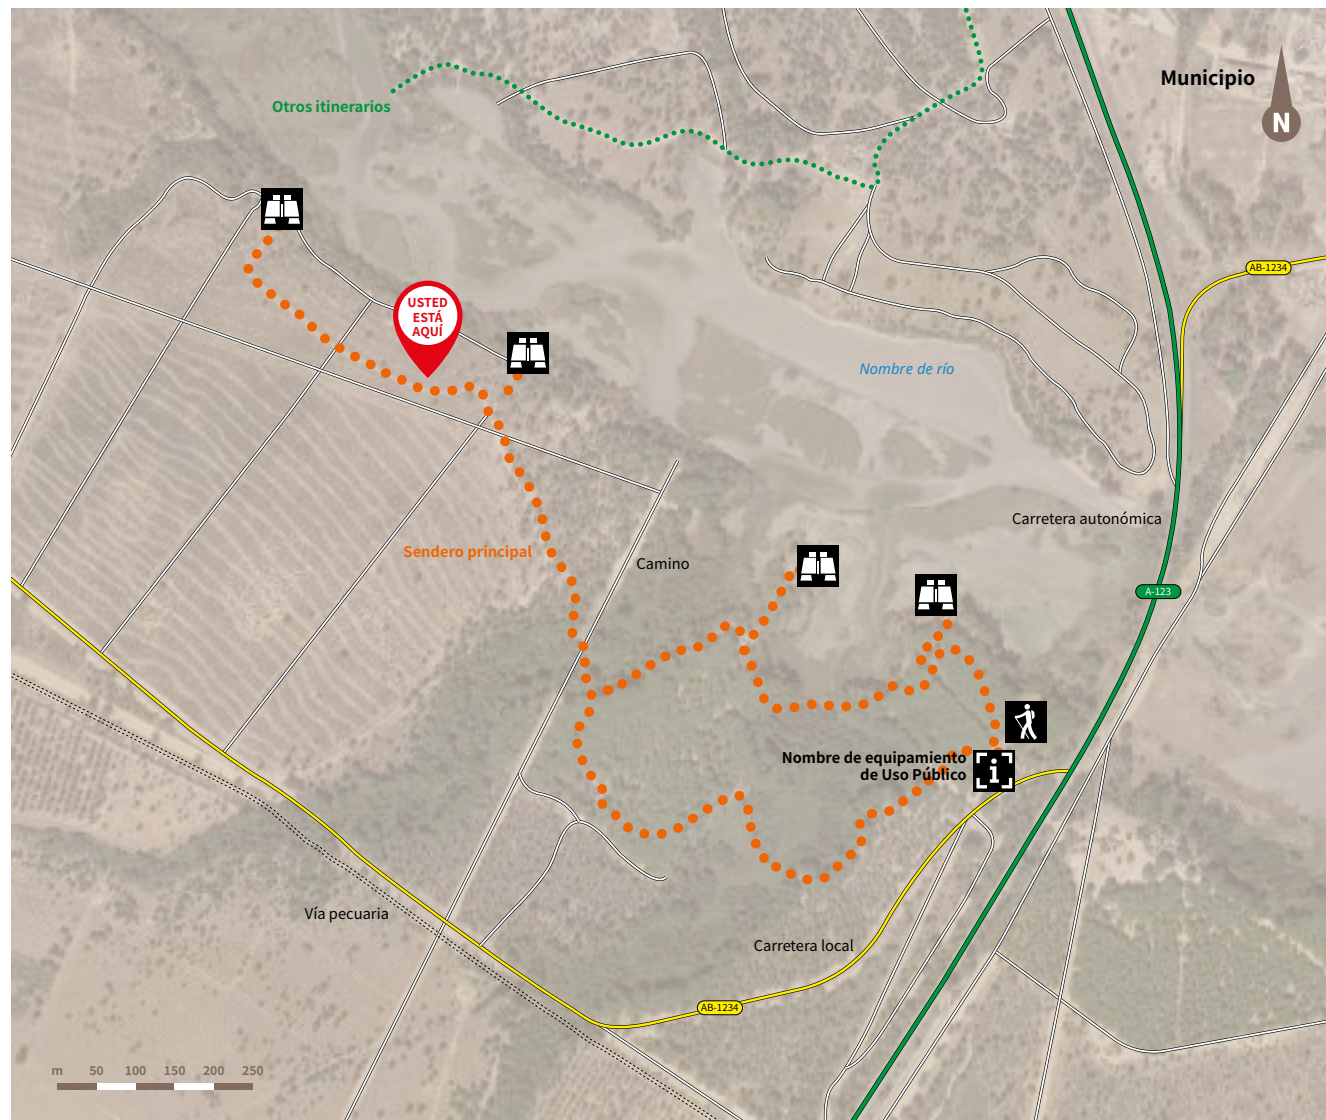 Municipio
N
Otros itinerarios
AB-1234
USTED
ESTÁ
AQUÍ
Nombre de río
Carretera autonómica
Sendero principal
Camino
A-123
Nombre de equipamiento
de Uso Público
i
Vía pecuaria
Carretera local
AB-1234
m 50 100 150 200 250